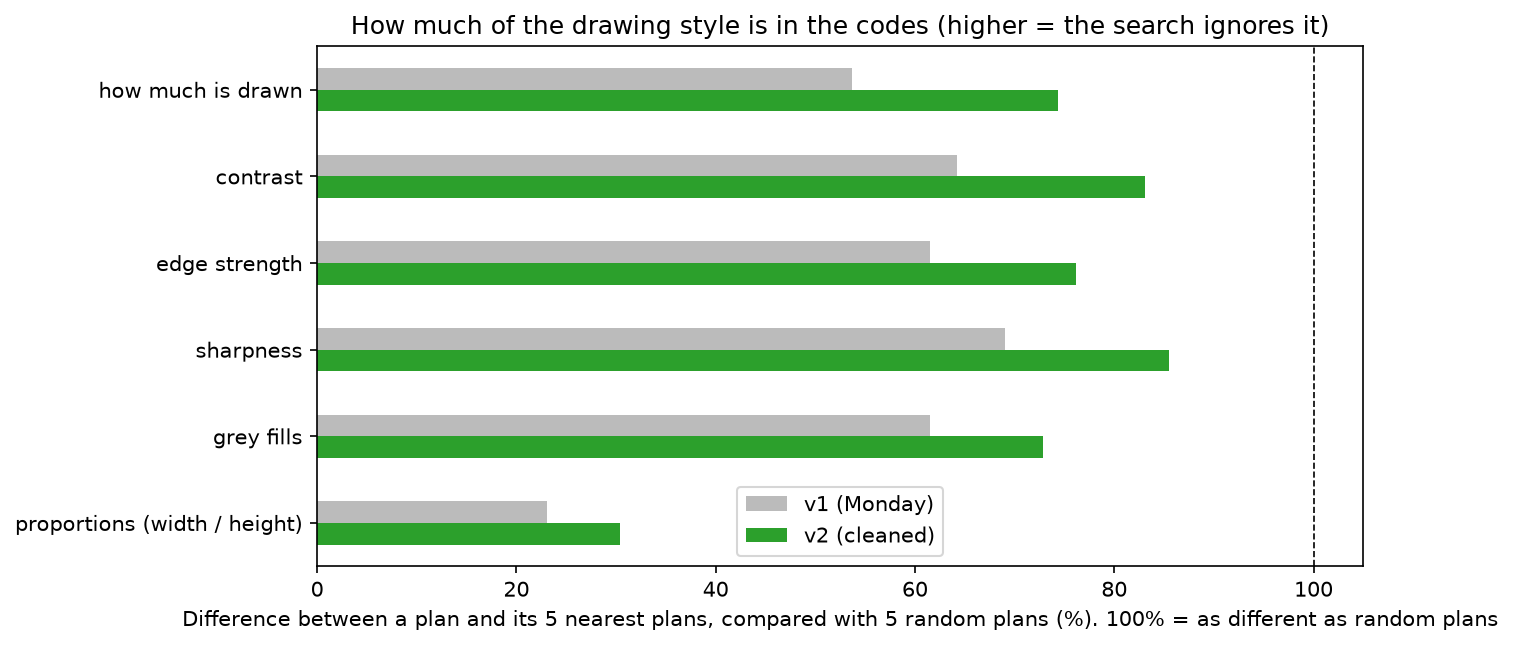 How much of the drawing style is in the codes (higher = the search ignores it)
how much is drawn
contrast
edge strength
sharpness
grey fills
proportions (width / height)
v1 (Monday)
v2 (cleaned)
0 20 40 60 80 100
Difference between a plan and its 5 nearest plans, compared with 5 random plans (%). 100% = as different as random plans